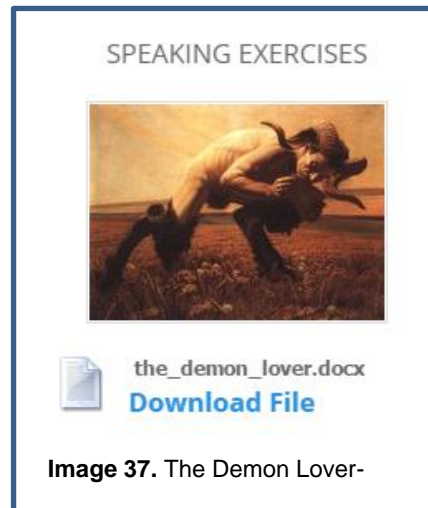 SPEAKING EXERCISES
the_demon_lover.docx
Download File
Image 37. The Demon Lover-